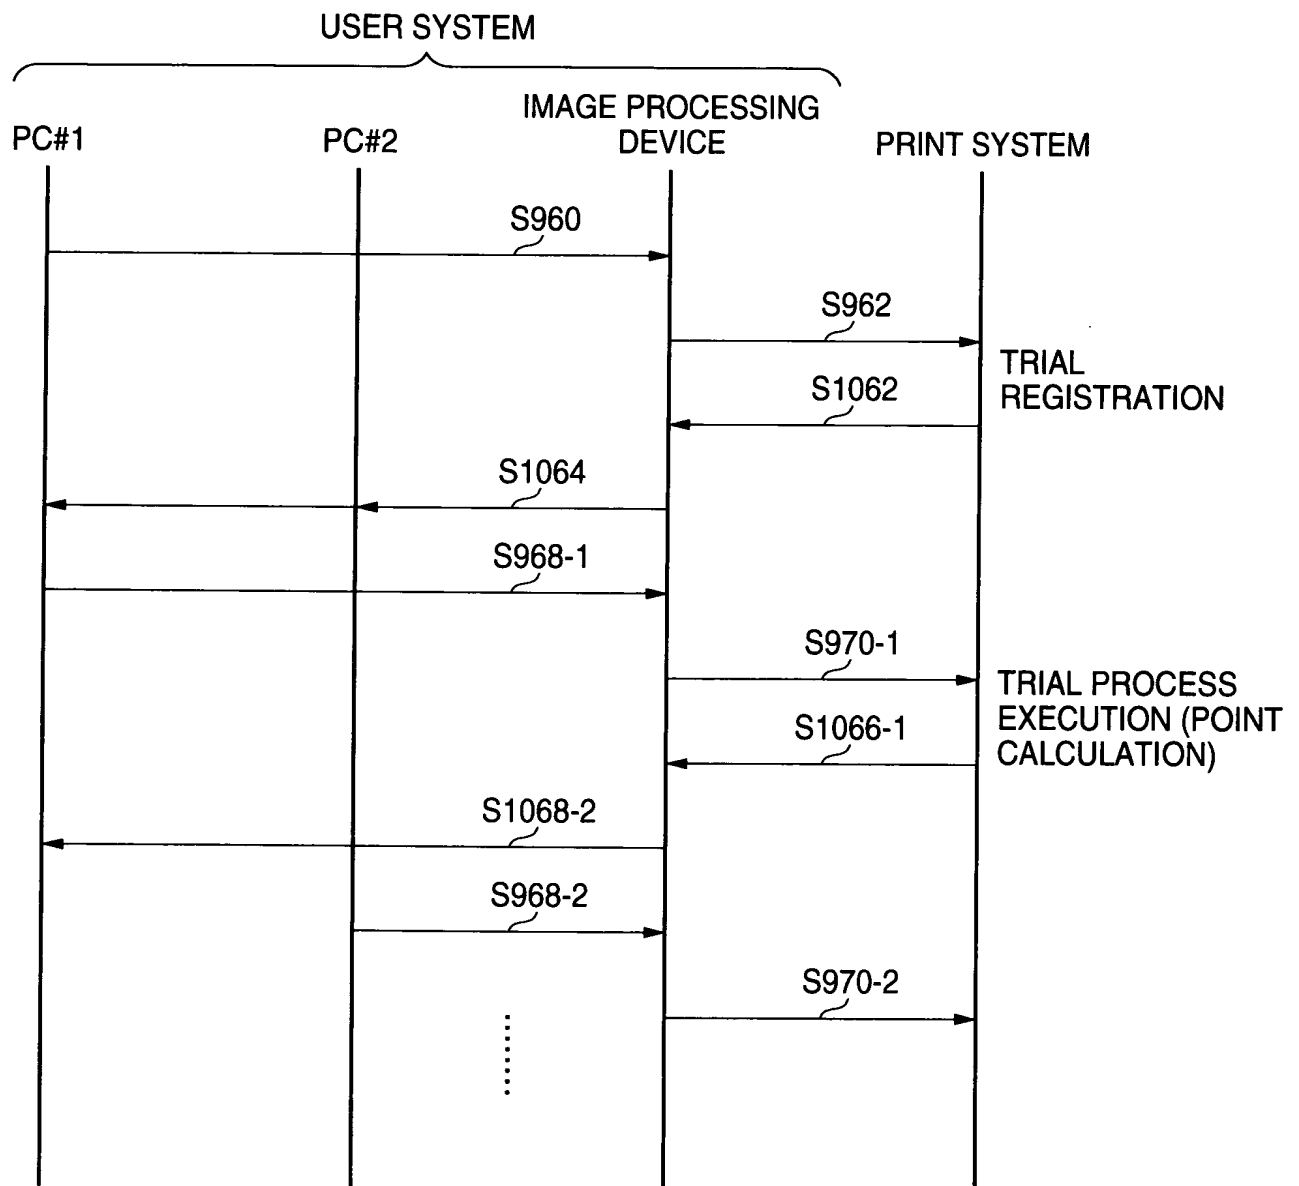 USER SYSTEM
IMAGE PROCESSING
DEVICE
PC#1
PC#2
PRINT SYSTEM
S960
S962
TRIAL
REGISTRATION
S1062
S1064
S968-1
S970-1
TRIAL PROCESS
EXECUTION (POINT
CALCULATION)
S1066-1
S1068-2
S968-2
S970-2